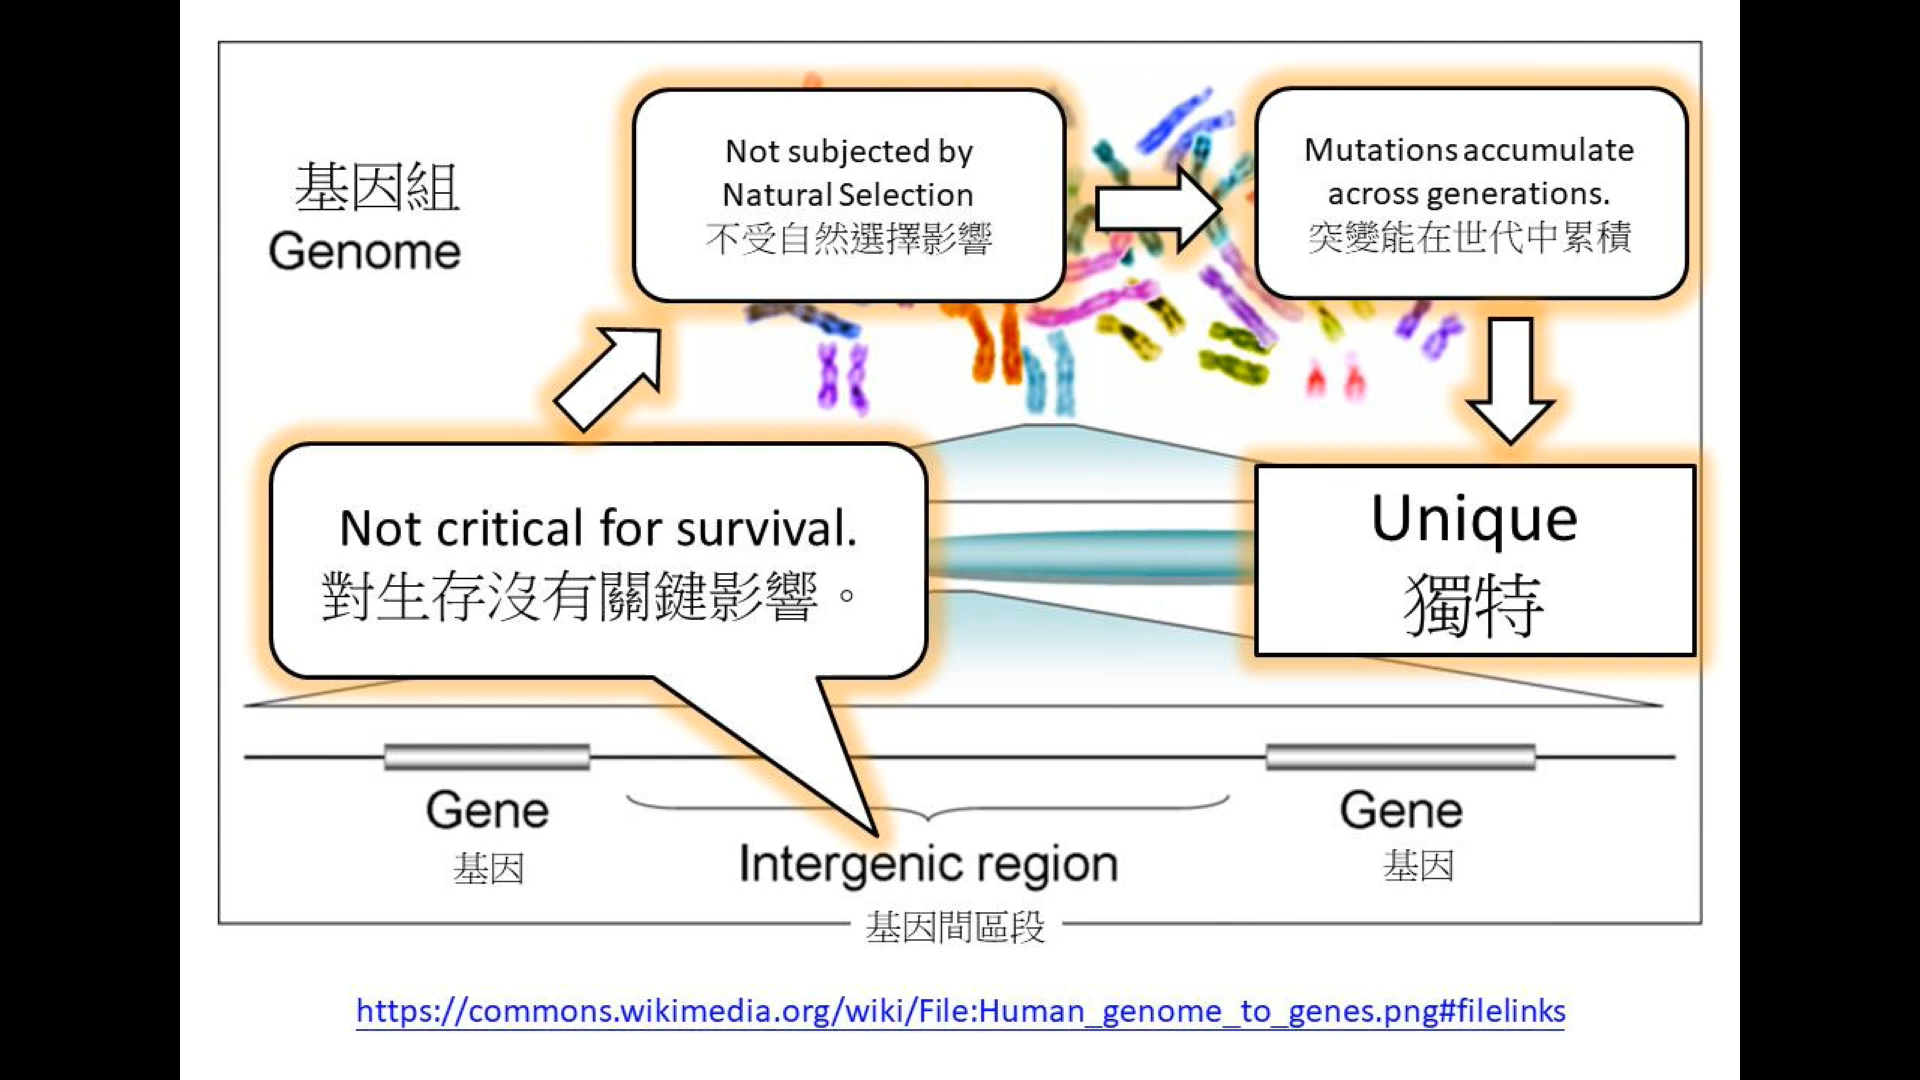 基因組
Genome
Not subjected by
Natural Selection
不受自然選擇影響
Mutations accumulate
across generations.
突變能在世代中累積
Not critical for survival.
對生存沒有關鍵影響。
Unique
獨特
Gene
基因
Intergenic region
基因間區段
Gene
基因
https://commons.wikimedia.org/wiki/File:Human_genome_to_genes.png#filelinks